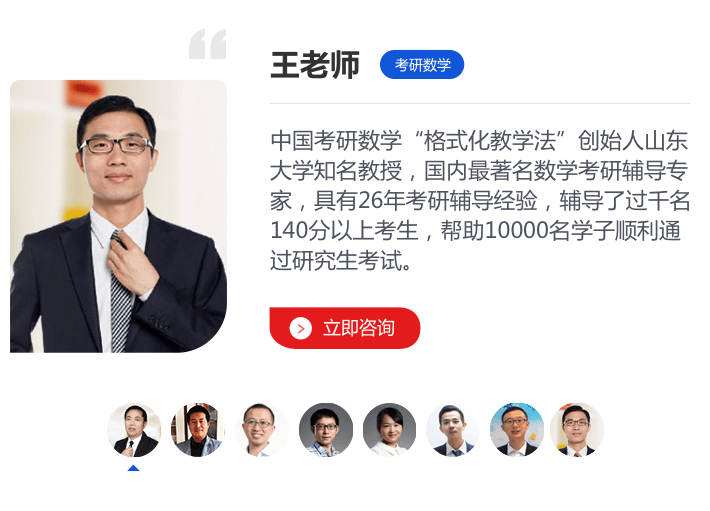 王老师
考研数学
中国考研数学“格式化教学法”创始人山东
大学知名教授，国内最著名数学考研辅导专
家，具有26年考研辅导经验，辅导了过千名
140分以上考生，帮助10000名学子顺利通
过研究生考试。
立即咨询